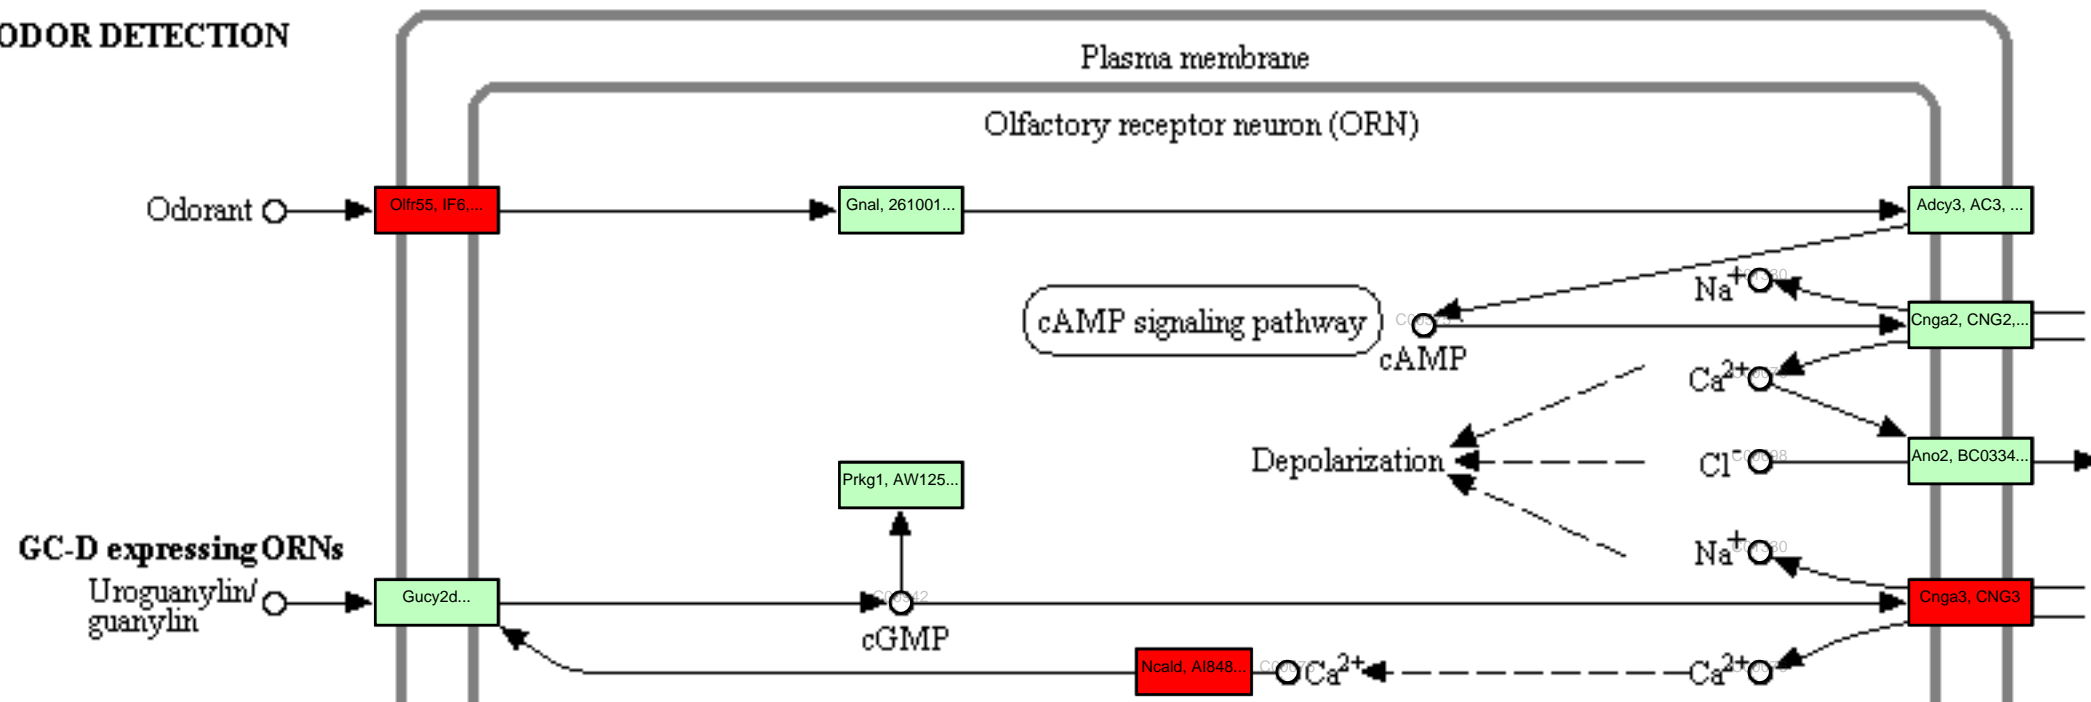 ODOR DETECTION
Plasma membrane
Olfactory receptor neuron (ORN)
Odorant
Olfr55, IF6,...
Gnal, 261001...
Adcy3, AC3, ...
Na+
cAMP signaling pathway
cAMP
Cnga2, CNG2,...
Ca2+
Depolarization
Cl-
Ano2, BC0334...
Prkg1, AW125...
GC-D expressing ORNs
Na+
Uroguanylin/
guanylin
Gucy2d...
cGMP
Cnga3, CNG3
Ncald, AI848...
Ca2+
Ca2+